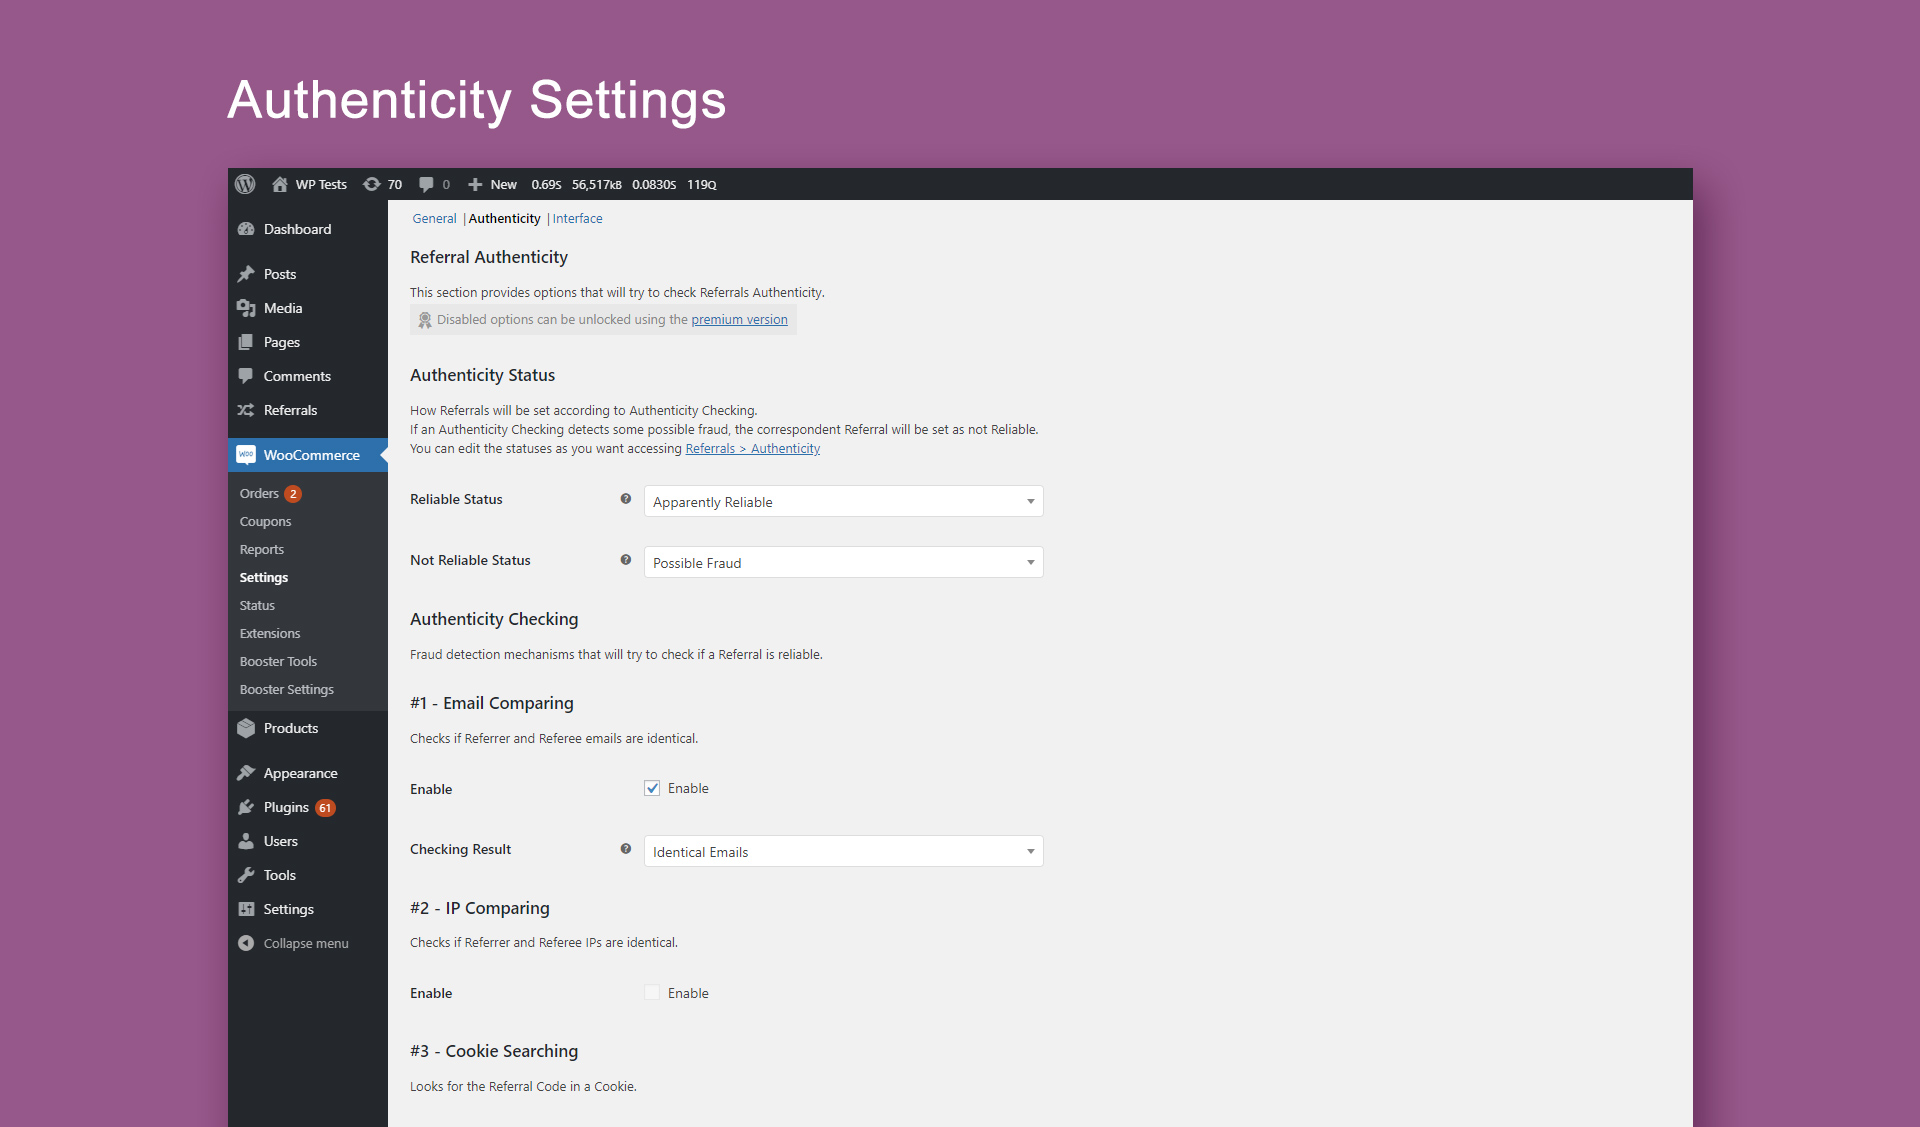 Authenticity Settings
WP Tests 70 0 New 0.69S 56,517KB 0.0830S 119Q
Dashboard
Posts
Media
Pages
Comments
Referrals
WOO WooCommerce
Orders 2
Coupons
Reports
Settings
Status
Extensions
Booster Tools
Booster Settings
Products
Appearance
Plugins 61
Users
Tools
Settings
Collapse menu
General | Authenticity | Interface
Referral Authenticity
This section provides options that will try to check Referrals Authenticity.
Disabled options can be unlocked using the premium version
Authenticity Status
How Referrals will be set according to Authenticity Checking.
If an Authenticity Checking detects some possible fraud, the correspondent Referral will be set as not Reliable.
You can edit the statuses as you want accessing Referrals > Authenticity
Reliable Status ? Apparently Reliable
Not Reliable Status ? Possible Fraud
Authenticity Checking
Fraud detection mechanisms that will try to check if a Referral is reliable.
#1 - Email Comparing
Checks if Referrer and Referee emails are identical.
Enable Enable
Checking Result ? Identical Emails
#2 - IP Comparing
Checks if Referrer and Referee IPs are identical.
Enable Enable
#3 - Cookie Searching
Looks for the Referral Code in a Cookie.